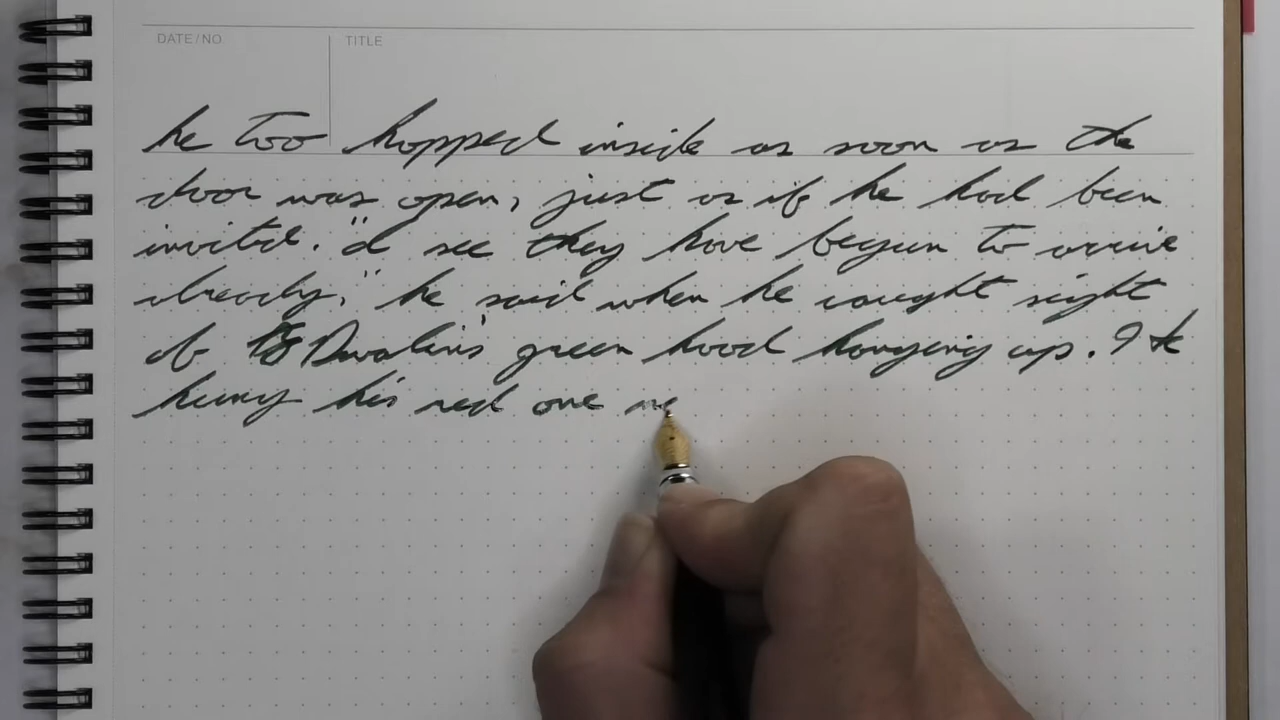 DATE/NO TITLE
he too hopped inside as soon as the
door was open, just as if he had been
invited. "I see they have begun to arrive
already," he said when he caught sight
of Dwalin's green hood hanging up. He
hung his red one ne